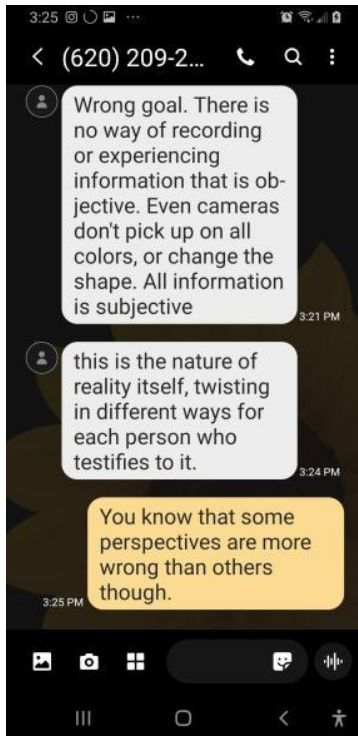 3:25
(620) 209-2...
Wrong goal. There is
no way of recording
or experiencing
information that is ob-
jective. Even cameras
don't pick up on all
colors, or change the
shape. All information
is subjective
3:21 PM
this is the nature of
reality itself, twisting
in different ways for
each person who
testifies to it.
3:24 PM
You know that some
perspectives are more
wrong than others
though.
3:25 PM